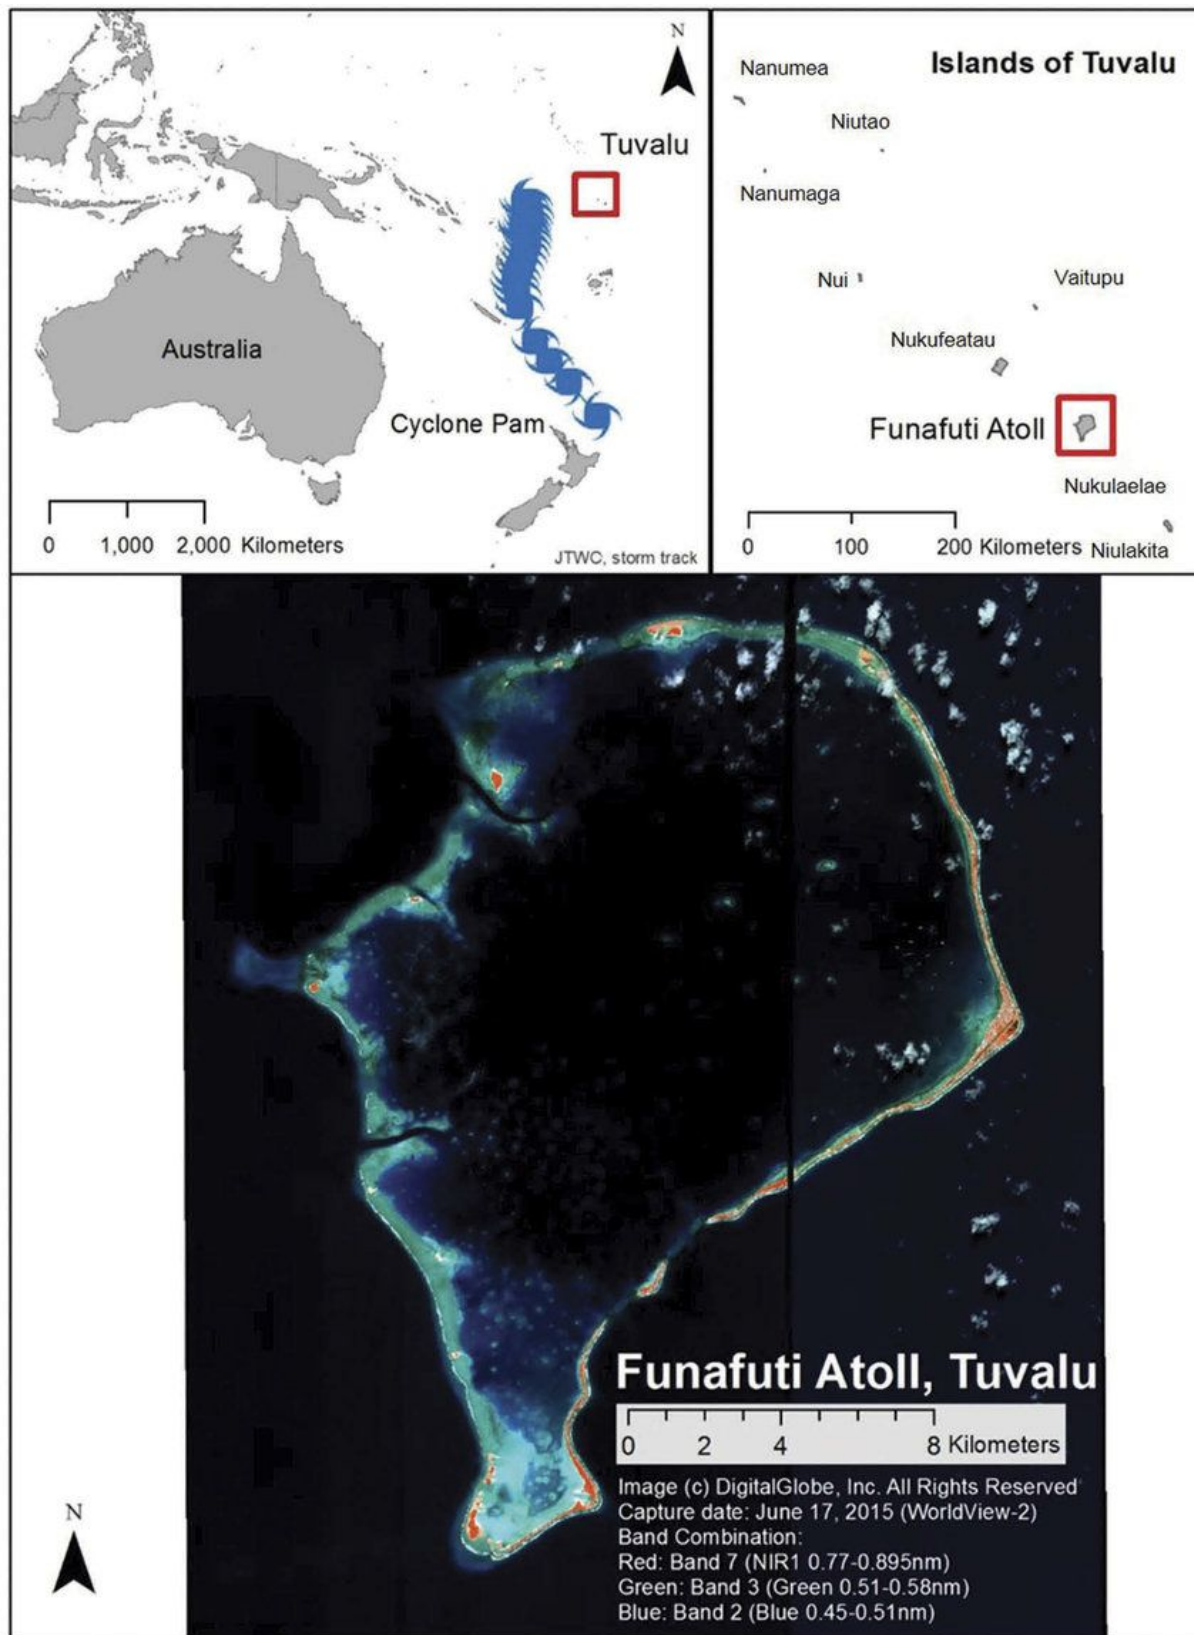 N
Tuvalu
Australia
Cyclone Pam
0 1,000 2,000 Kilometers
JTWC, storm track
Islands of Tuvalu
Nanumea
Niutao
Nanumaga
Nui
Vaitupu
Nukufeatau
Funafuti Atoll
Nukulaelae
0 100 200 Kilometers
Niulakita
Funafuti Atoll, Tuvalu
0 2 4 8 Kilometers
Image (c) DigitalGlobe, Inc. All Rights Reserved
Capture date: June 17, 2015 (WorldView-2)
Band Combination:
Red: Band 7 (NIR1 0.77-0.895nm)
Green: Band 3 (Green 0.51-0.58nm)
Blue: Band 2 (Blue 0.45-0.51nm)
N